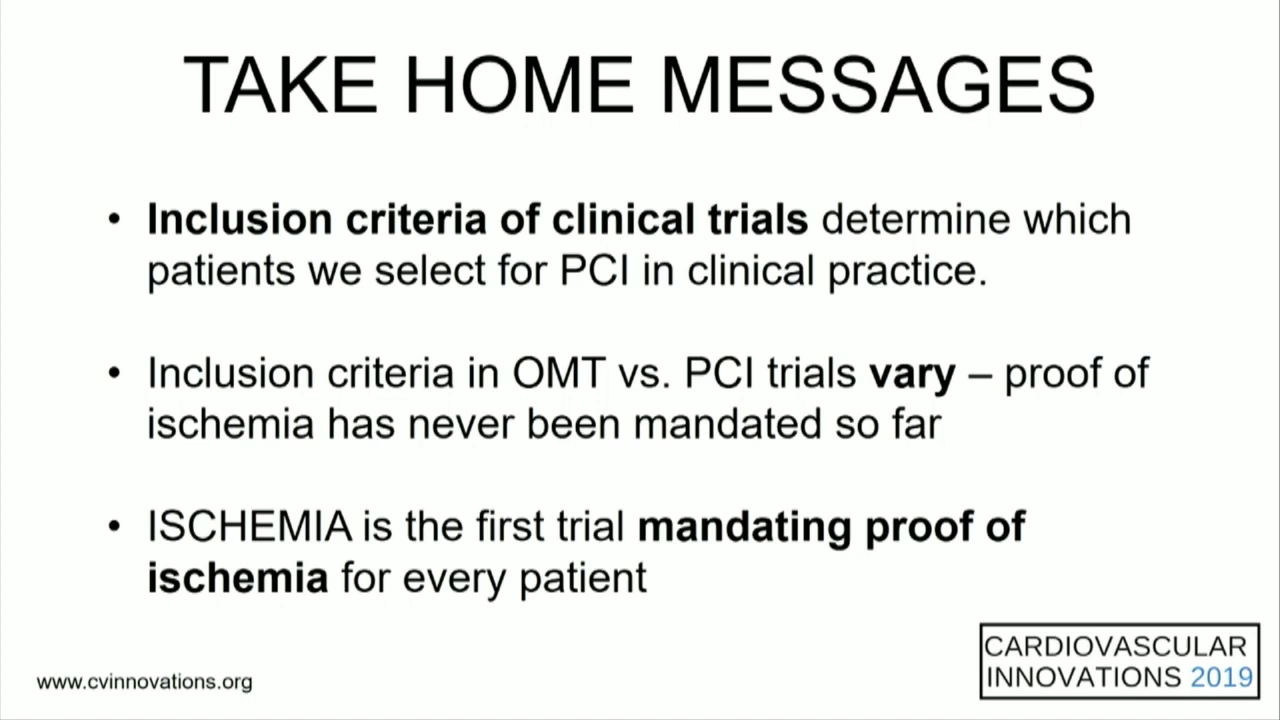 TAKE HOME MESSAGES
• Inclusion criteria of clinical trials determine which
patients we select for PCI in clinical practice.
• Inclusion criteria in OMT vs. PCI trials vary – proof of
ischemia has never been mandated so far
• ISCHEMIA is the first trial mandating proof of
ischemia for every patient
www.cvinnovations.org
CARDIOVASCULAR
INNOVATIONS 2019